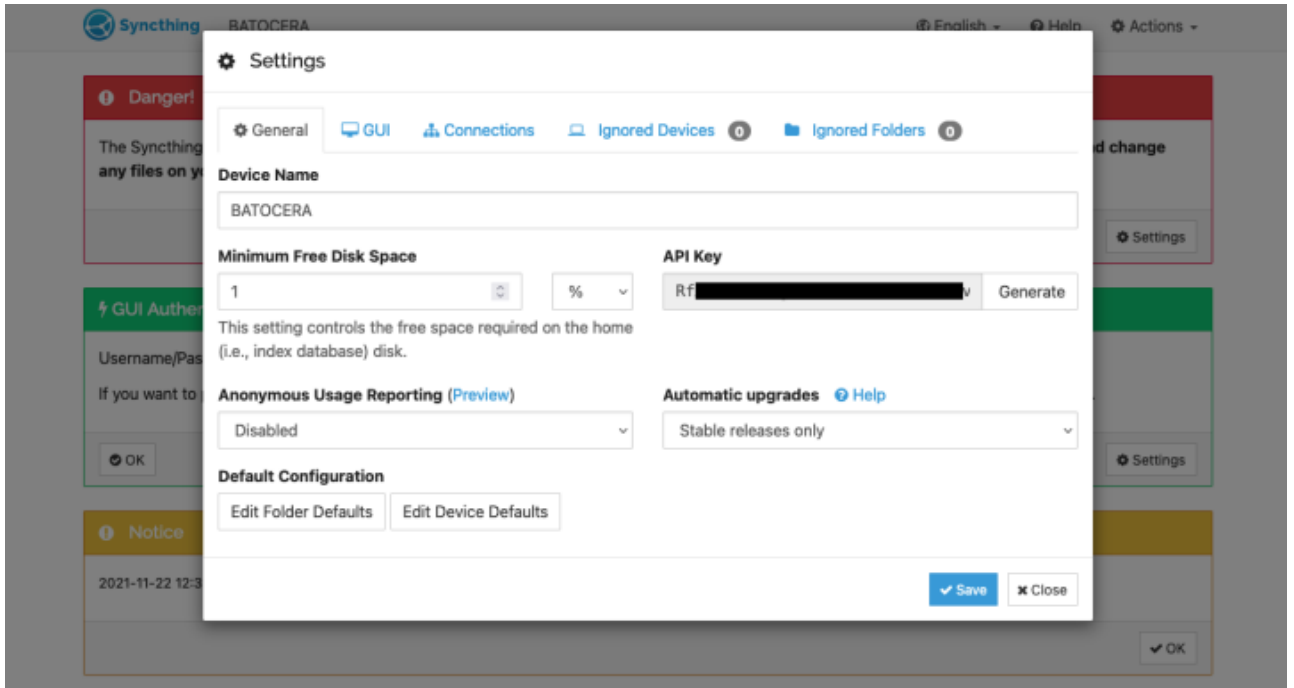 Syncthing BATOCERA English Help Actions
Settings
Danger!
General GUI Connections Ignored Devices 0 Ignored Folders 0
The Syncthing d change
any files on y
Device Name
BATOCERA
Settings
Minimum Free Disk Space API Key
1 % Rf v Generate
GUI Auther
This setting controls the free space required on the home
(i.e., index database) disk.
Username/Pas
If you want to
Anonymous Usage Reporting (Preview) Automatic upgrades Help
Disabled Stable releases only
OK Settings
Default Configuration
Edit Folder Defaults Edit Device Defaults
Notice
2021-11-22 12:3
Save Close
OK